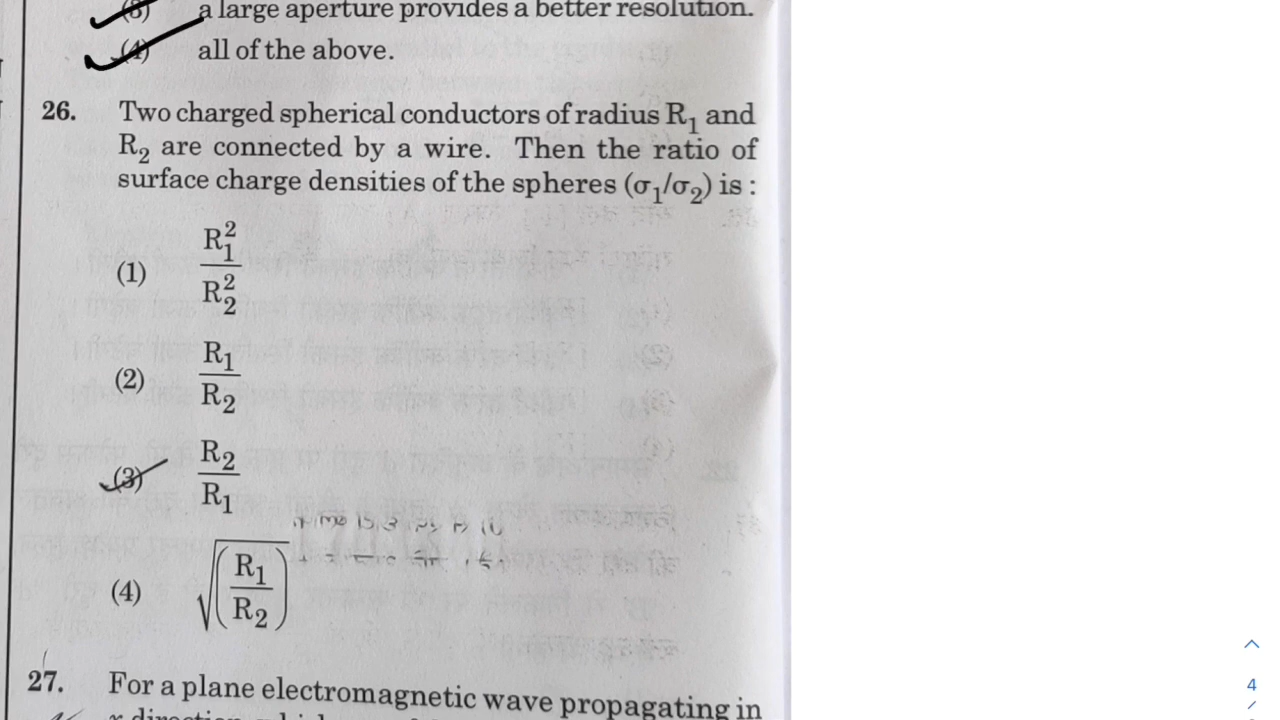 (3) a large aperture provides a better resolution.
(4) all of the above.
26. Two charged spherical conductors of radius R₁ and
R₂ are connected by a wire. Then the ratio of
surface charge densities of the spheres (σ₁/σ₂) is :
(1) R₁²/R₂²
(2) R₁/R₂
(3) R₂/R₁
(4) √(R₁/R₂)
27. For a plane electromagnetic wave propagating in
4